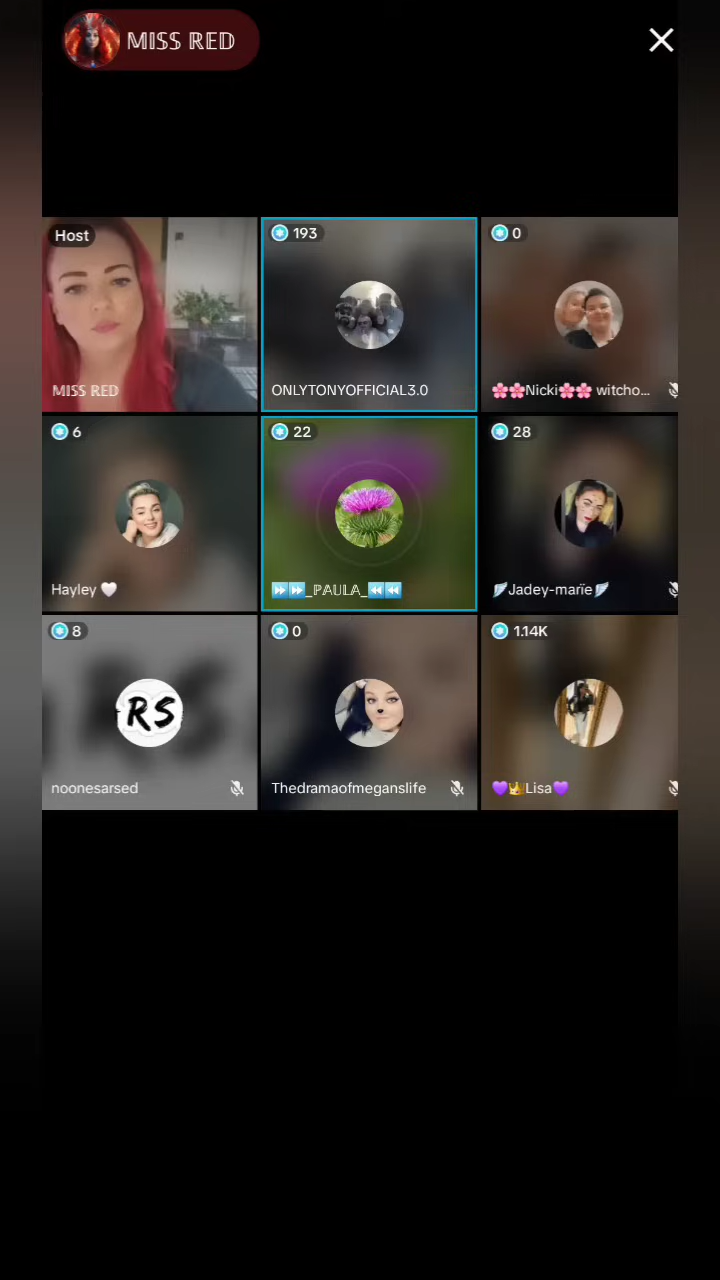 MISS RED
Host
MISS RED
193
ONLYTONYOFFICIAL3.0
0
🌸🌸Nicki🌸🌸 witcho...
6
Hayley 🤍
22
⏩⏩_ℙ𝔸𝕌𝕃𝔸_⏪⏪
28
🪽Jadey-marïe🪽
8
RS
noonesarsed
0
Thedramaofmeganslife
1.14K
💜👑Lisa💜